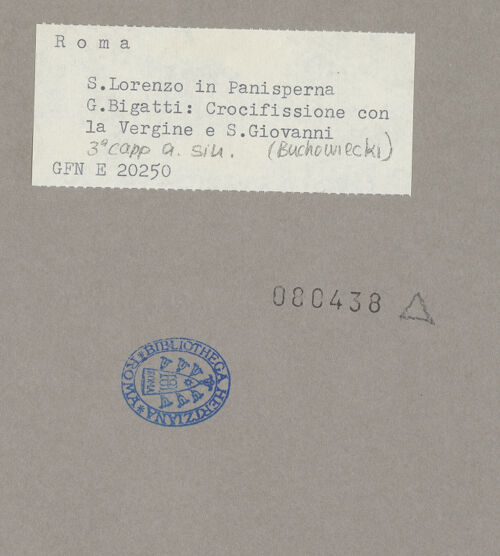 Roma
S.Lorenzo in Panisperna
G.Bigatti: Crocifissione con
la Vergine e S.Giovanni
3ª capp a. sin. (Buchowiecki)
GFN E 20250
080438
*BIBLIOTHECA HERTZIANA*ROMA